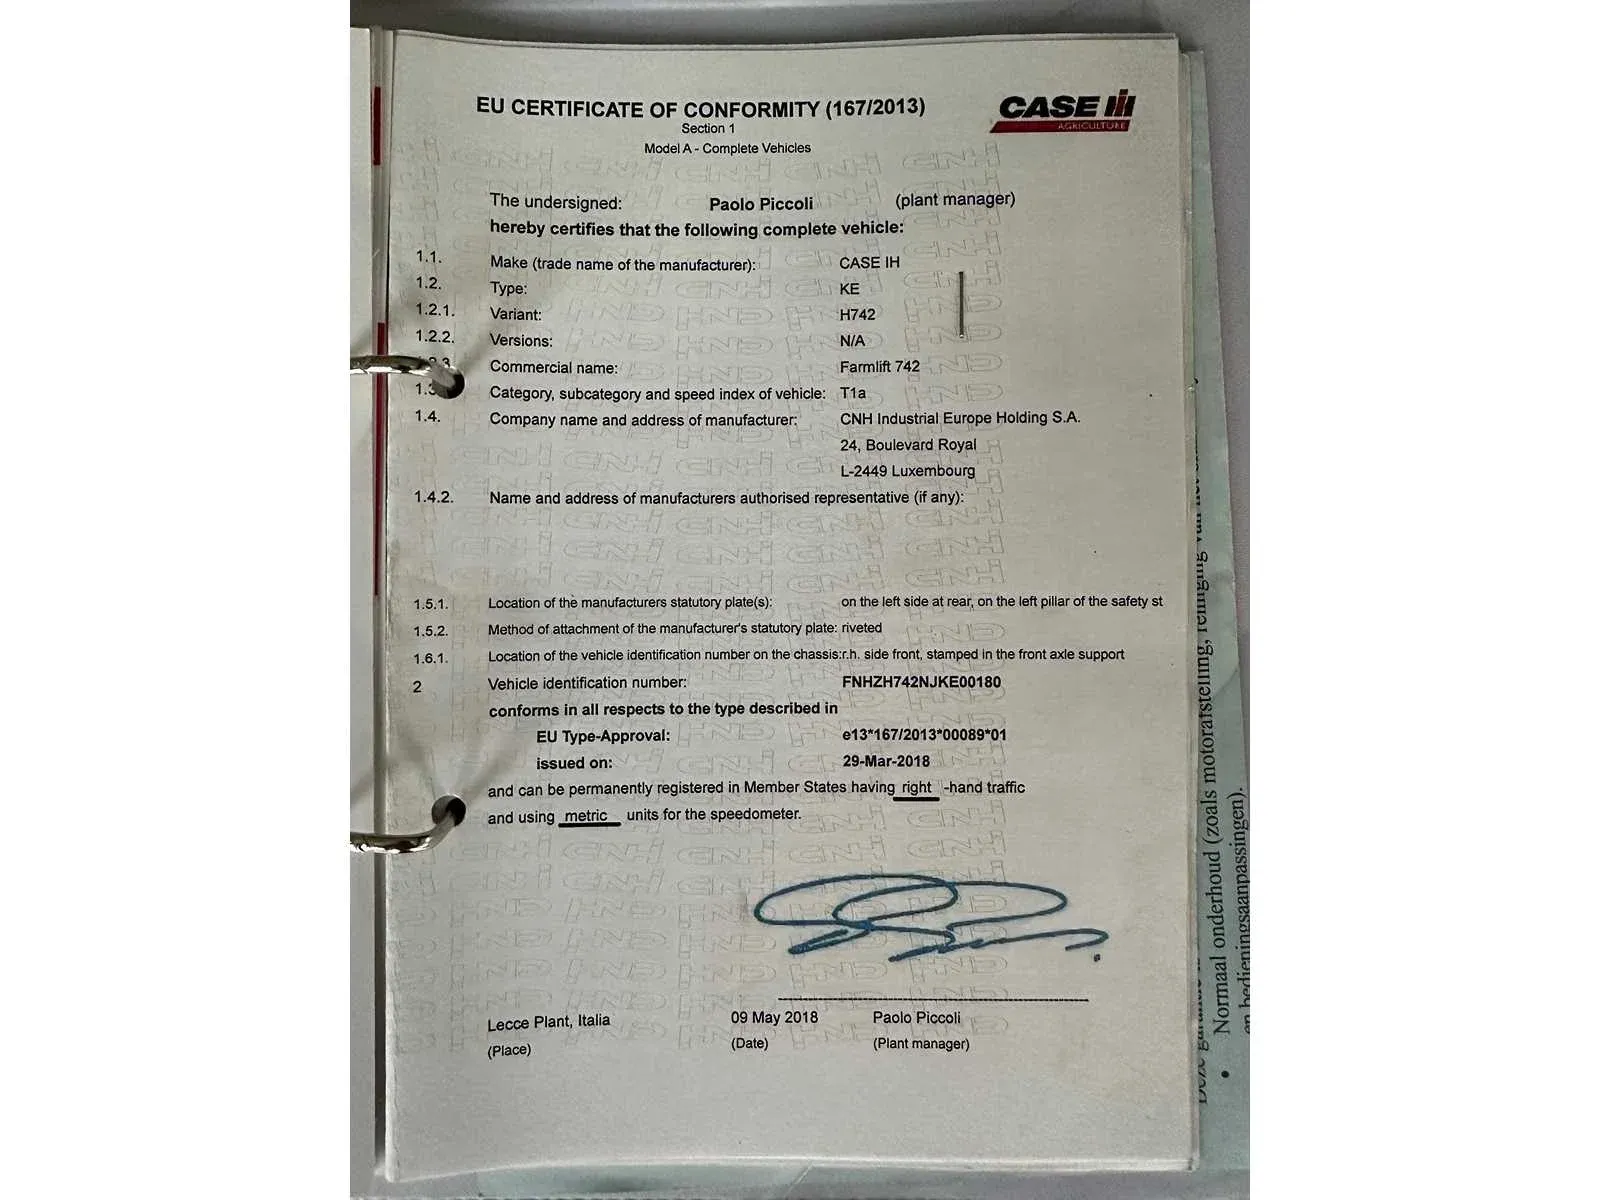 EU CERTIFICATE OF CONFORMITY (167/2013)
Section 1
Model A - Complete Vehicles
CASE IH
AGRICULTURE
The undersigned: Paolo Piccoli (plant manager)
hereby certifies that the following complete vehicle:
1.1. Make (trade name of the manufacturer): CASE IH
1.2. Type: KE
1.2.1. Variant: H742
1.2.2. Versions: N/A
Commercial name: Farmlift 742
Category, subcategory and speed index of vehicle: T1a
1.4. Company name and address of manufacturer: CNH Industrial Europe Holding S.A.
24, Boulevard Royal
L-2449 Luxembourg
1.4.2. Name and address of manufacturers authorised representative (if any):
1.5.1. Location of the manufacturers statutory plate(s): on the left side at rear, on the left pillar of the safety st
1.5.2. Method of attachment of the manufacturer's statutory plate: riveted
1.6.1. Location of the vehicle identification number on the chassis:r.h. side front, stamped in the front axle support
2 Vehicle identification number: FNHZH742NJKE00180
conforms in all respects to the type described in
EU Type-Approval: e13*167/2013*00089*01
issued on: 29-Mar-2018
and can be permanently registered in Member States having right -hand traffic
and using metric units for the speedometer.
Lecce Plant, Italia 09 May 2018 Paolo Piccoli
(Place) (Date) (Plant manager)
• Normaal onderhoud (zoals motorafstelling, reiniging van het
en bedieningsaanpassingen).